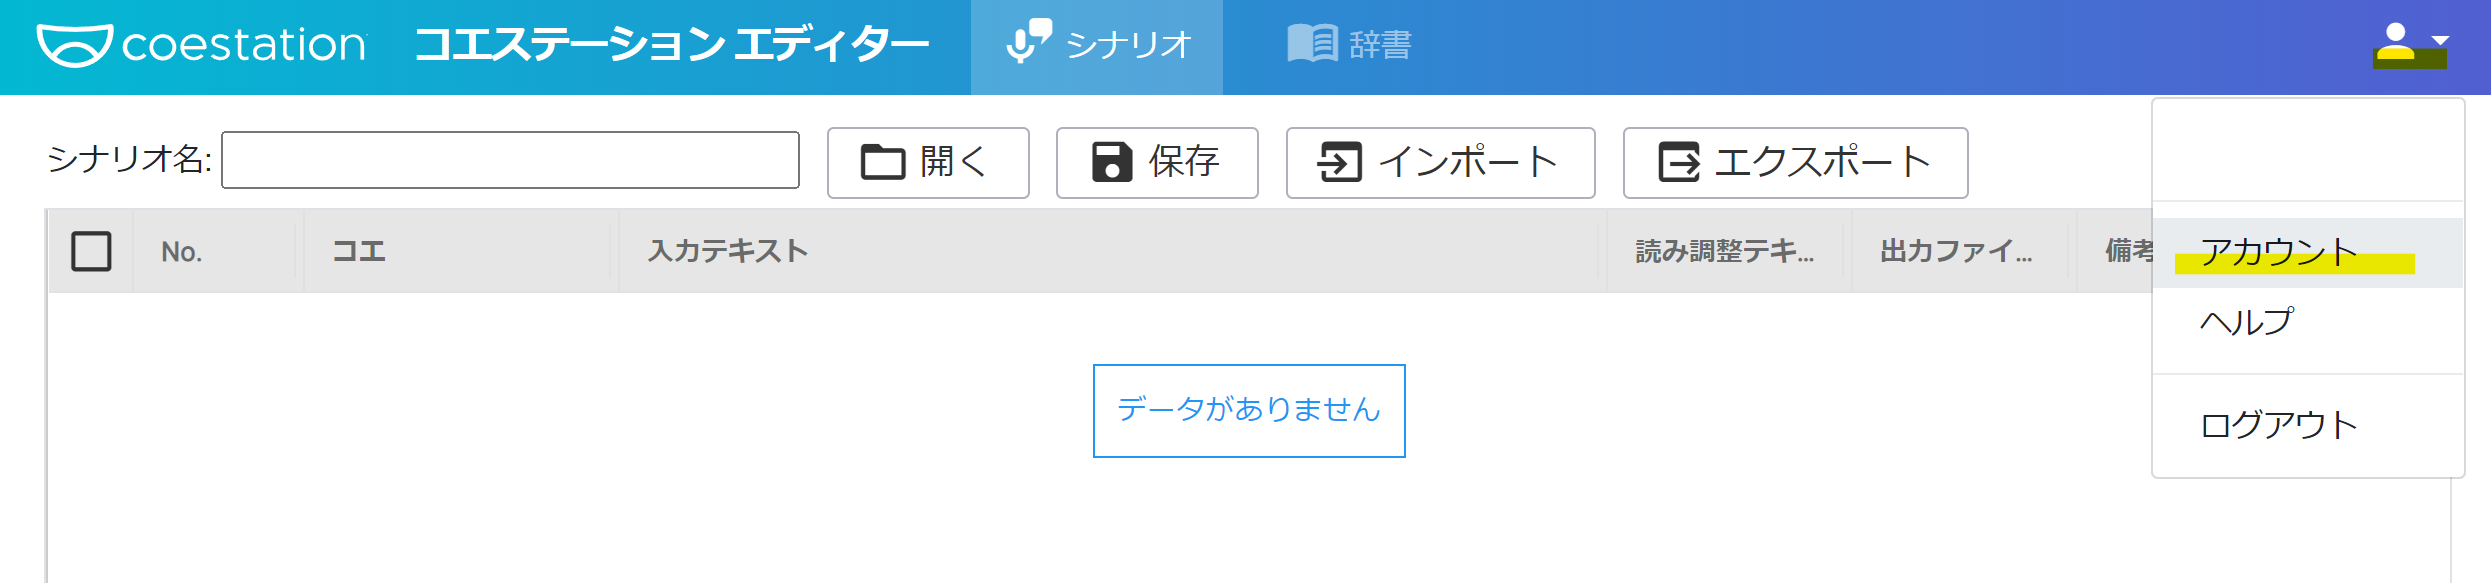 coestation コエステーション エディター シナリオ 辞書
シナリオ名: 開く 保存 インポート エクスポート
No. コエ 入力テキスト 読み調整テキ... 出力ファイ... 備考
アカウント
ヘルプ
データがありません
ログアウト